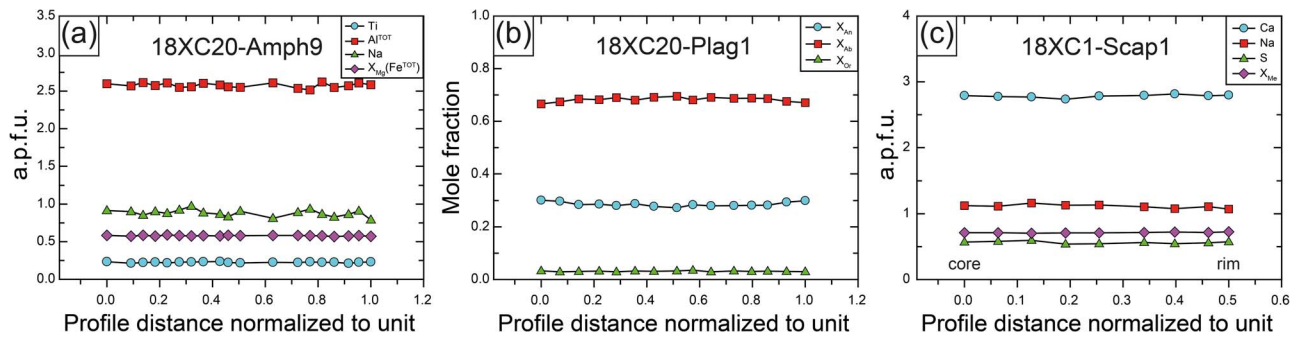 (a)
18XC20-Amph9
Ti
Al^TOT
Na
X_Mg(Fe^TOT)
3.5
3.0
2.5
2.0
1.5
1.0
0.5
0.0
a.p.f.u.
0.0 0.2 0.4 0.6 0.8 1.0 1.2
Profile distance normalized to unit
(b)
18XC20-Plag1
X_An
X_Ab
X_Or
1.0
0.8
0.6
0.4
0.2
0.0
Mole fraction
0.0 0.2 0.4 0.6 0.8 1.0 1.2
Profile distance normalized to unit
(c)
18XC1-Scap1
Ca
Na
S
X_Me
4
3
2
1
0
a.p.f.u.
core rim
0.0 0.1 0.2 0.3 0.4 0.5 0.6
Profile distance normalized to unit